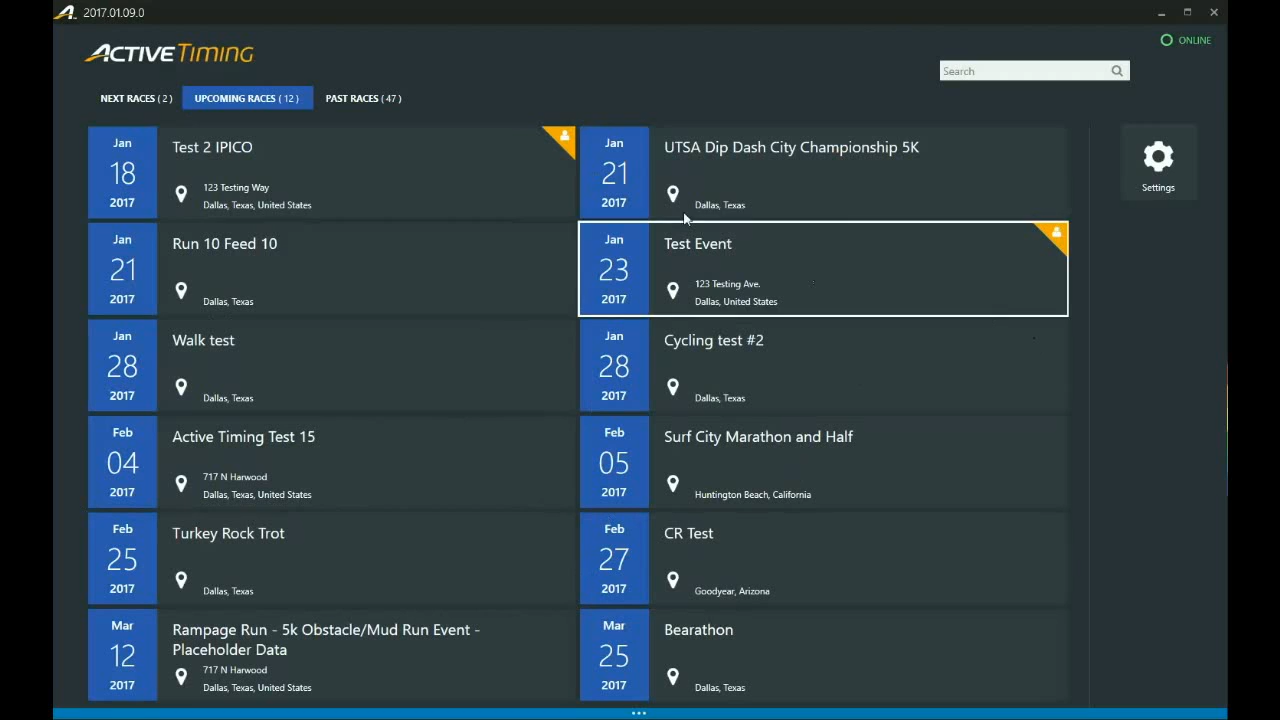 2017.01.09.0
ACTIVE TIMING
ONLINE
Search
NEXT RACES ( 2 )
UPCOMING RACES ( 12 )
PAST RACES ( 47 )
Jan
18
2017
Test 2 IPICO
123 Testing Way
Dallas, Texas, United States
Jan
21
2017
UTSA Dip Dash City Championship 5K
Dallas, Texas
Settings
Jan
21
2017
Run 10 Feed 10
Dallas, Texas
Jan
23
2017
Test Event
123 Testing Ave.
Dallas, United States
Jan
28
2017
Walk test
Dallas, Texas
Jan
28
2017
Cycling test #2
Dallas, Texas
Feb
04
2017
Active Timing Test 15
717 N Harwood
Dallas, Texas, United States
Feb
05
2017
Surf City Marathon and Half
Huntington Beach, California
Feb
25
2017
Turkey Rock Trot
Dallas, Texas
Feb
27
2017
CR Test
Goodyear, Arizona
Mar
12
2017
Rampage Run - 5k Obstacle/Mud Run Event -
Placeholder Data
717 N Harwood
Dallas, Texas, United States
Mar
25
2017
Bearathon
Dallas, Texas